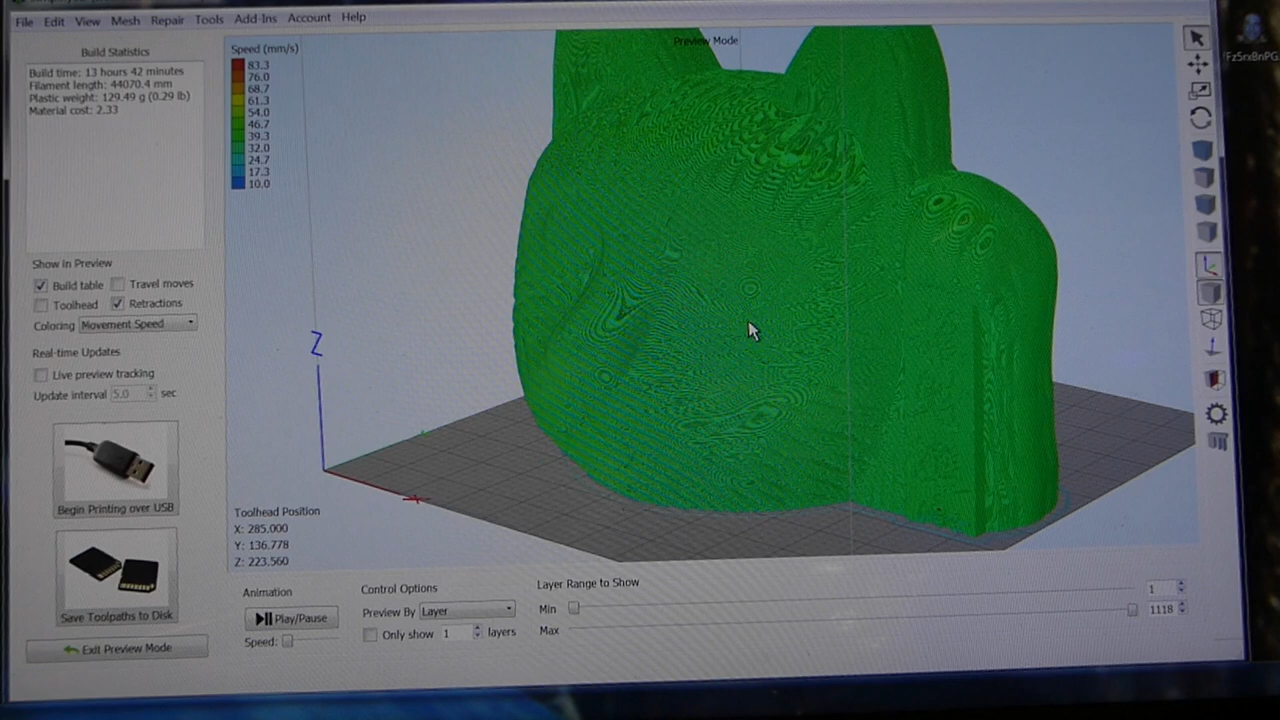 File Edit View Mesh Repair Tools Add-Ins Account Help
Build Statistics
Build time: 13 hours 42 minutes
Filament length: 44070.4 mm
Plastic weight: 129.49 g (0.29 lb)
Material cost: 2.33
Speed (mm/s)
83.3
76.0
68.7
61.3
54.0
46.7
39.3
32.0
24.7
17.3
10.0
Preview Mode
Show in Preview
Build table Travel moves
Toolhead Retractions
Coloring Movement Speed
Real-time Updates
Live preview tracking
Update interval 5.0 sec
Begin Printing over USB
Save Toolpaths to Disk
Exit Preview Mode
Z
Toolhead Position
X: 285.000
Y: 136.778
Z: 223.560
Animation
Play/Pause
Speed:
Control Options
Preview By Layer
Only show 1 layers
Layer Range to Show
Min 1
Max 1118